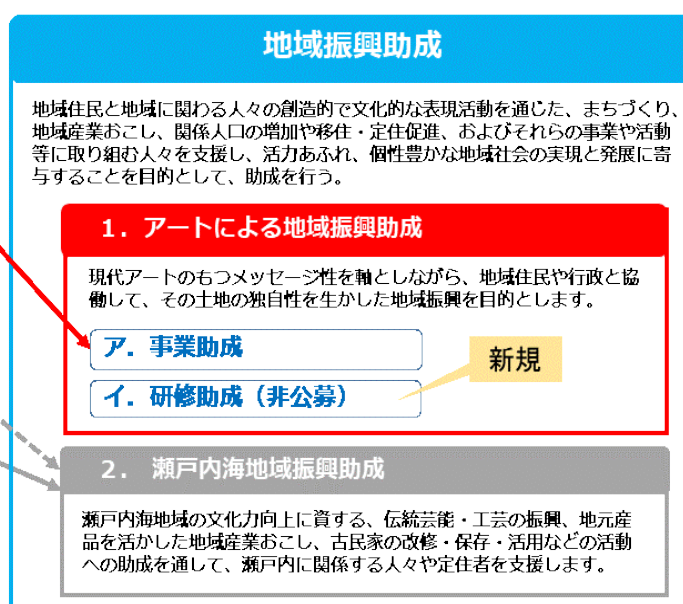 地域振興助成
地域住民と地域に関わる人々の創造的で文化的な表現活動を通じた、まちづくり、
地域産業おこし、関係人口の増加や移住・定住促進、およびそれらの事業や活動
等に取り組む人々を支援し、活力あふれ、個性豊かな地域社会の実現と発展に寄
与することを目的として、助成を行う。
1．アートによる地域振興助成
現代アートのもつメッセージ性を軸としながら、地域住民や行政と協
働して、その土地の独自性を生かした地域振興を目的とします。
ア．事業助成
新規
イ．研修助成（非公募）
2． 瀬戸内海地域振興助成
瀬戸内海地域の文化力向上に資する、伝統芸能・工芸の振興、地元産
品を活かした地域産業おこし、古民家の改修・保存・活用などの活動
への助成を通して、瀬戸内に関係する人々や定住者を支援します。